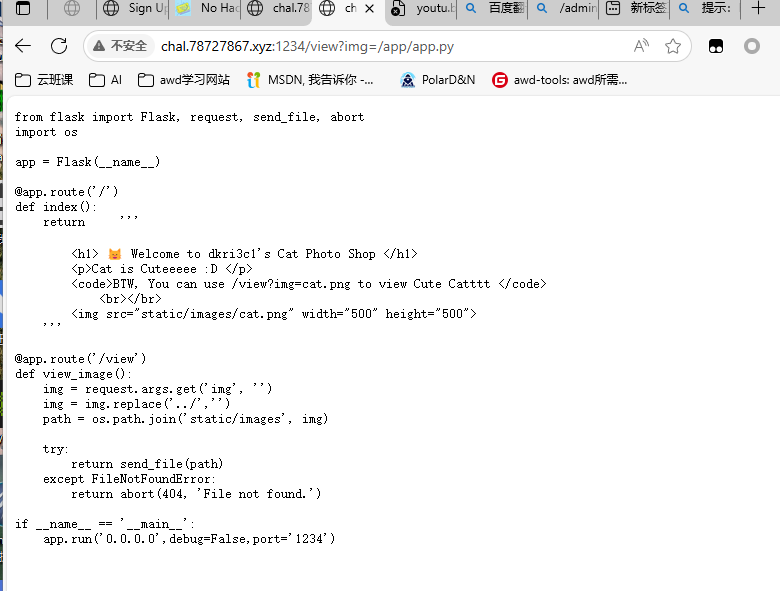 Sign Up
No Hac
chal.78
ch
youtu.b
百度翻
/admin
新标签
提示:
不安全 chal.78727867.xyz:1234/view?img=/app/app.py
云班课 AI awd学习网站 MSDN, 我告诉你 -... PolarD&N awd-tools: awd所需...
from flask import Flask, request, send_file, abort
import os
app = Flask(__name__)
@app.route('/')
def index():
    return     '''
        <h1> 😺 Welcome to dkri3c1's Cat Photo Shop </h1>
        <p>Cat is Cuteeeee :D </p>
        <code>BTW, You can use /view?img=cat.png to view Cute Catttt </code>
            <br></br>
        <img src="static/images/cat.png" width="500" height="500">
    '''
@app.route('/view')
def view_image():
    img = request.args.get('img', '')
    img = img.replace('../','')
    path = os.path.join('static/images', img)
    try:
        return send_file(path)
    except FileNotFoundError:
        return abort(404, 'File not found.')
if __name__ == '__main__':
    app.run('0.0.0.0',debug=False,port='1234')